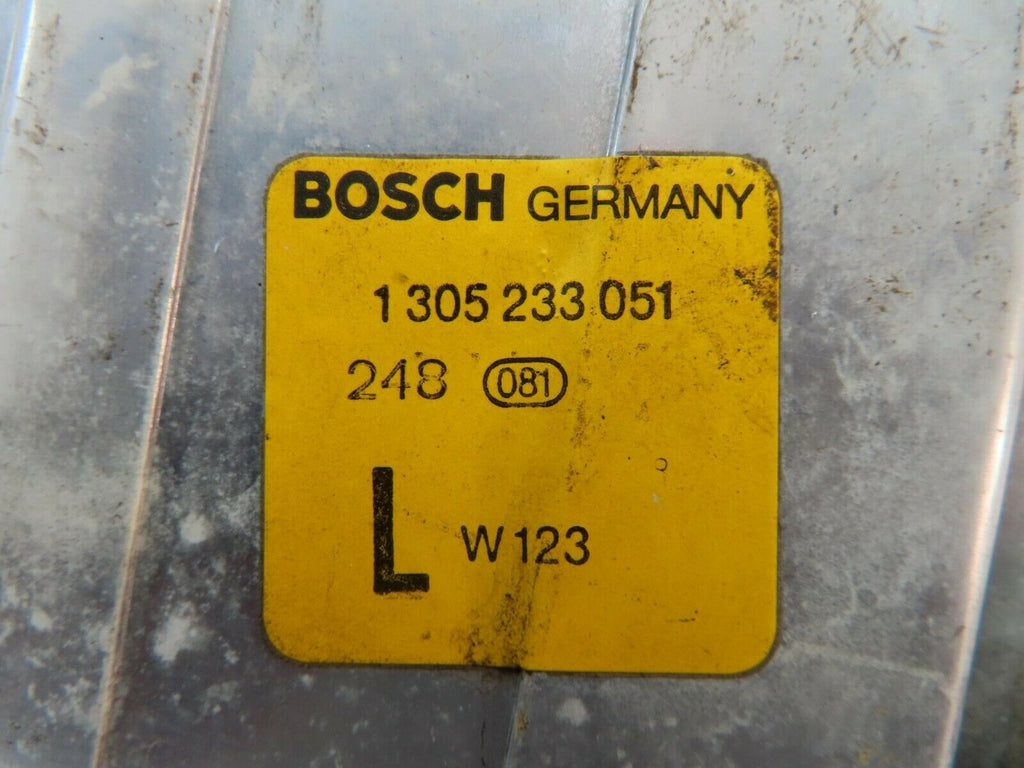 BOSCH GERMANY
1 305 233 051
248 081
L W123